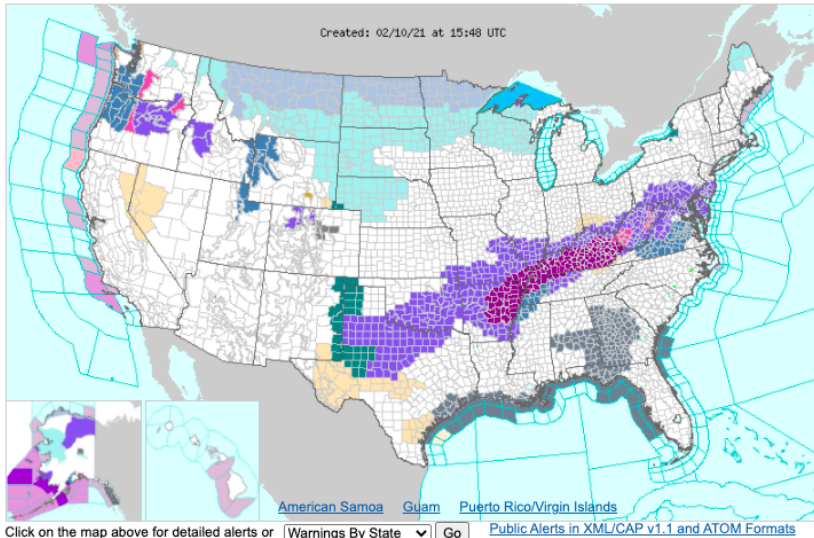 Created: 02/10/21 at 15:48 UTC
American Samoa Guam Puerto Rico/Virgin Islands
Click on the map above for detailed alerts or Warnings By State Go Public Alerts in XML/CAP v1.1 and ATOM Formats